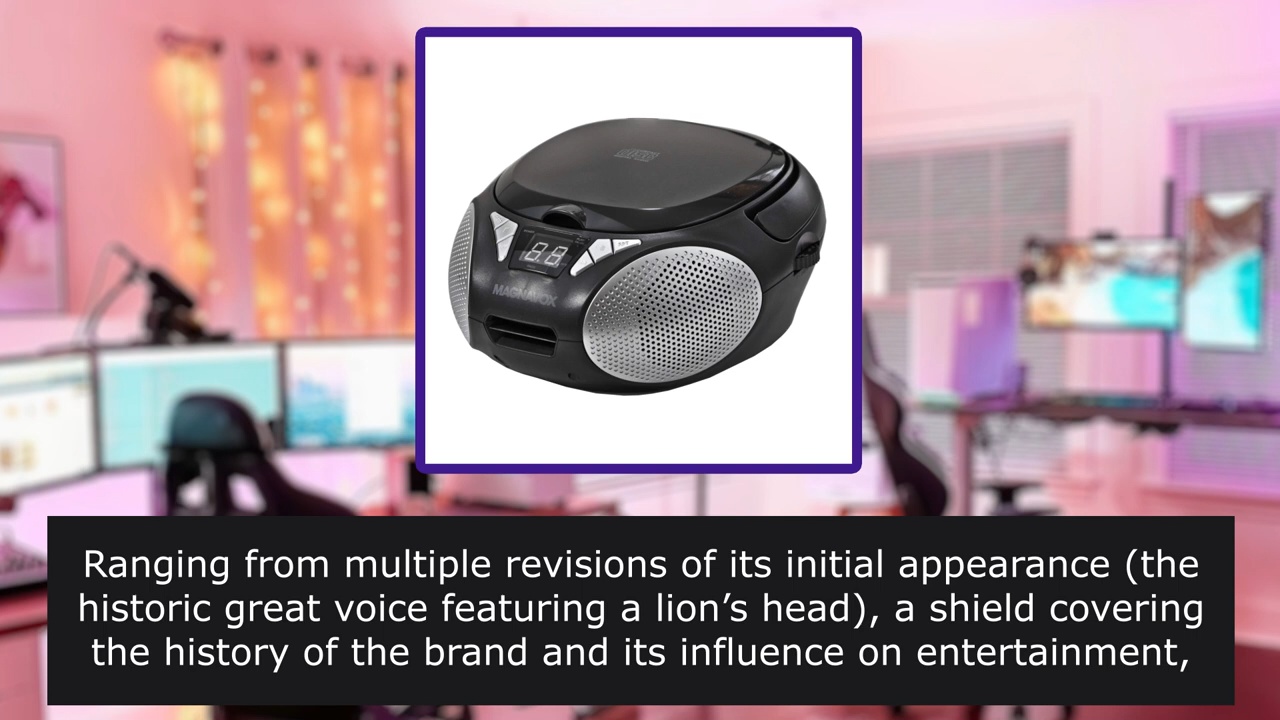 88
MAGNAVOX
Ranging from multiple revisions of its initial appearance (the
historic great voice featuring a lion’s head), a shield covering
the history of the brand and its influence on entertainment,